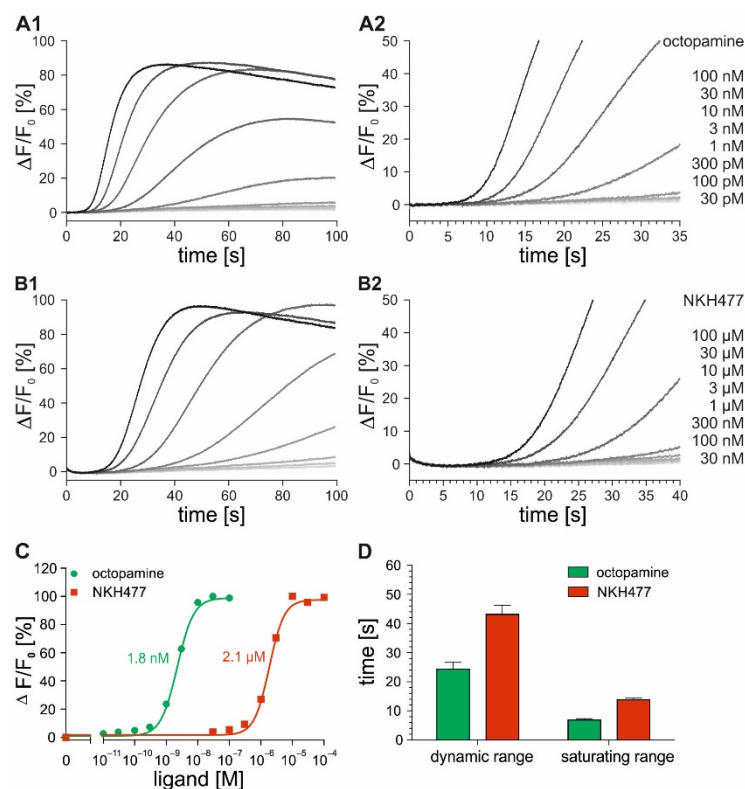 A1
100
80
60
40
20
0
ΔF/F0 [%]
0 20 40 60 80 100
time [s]
A2
50
40
30
20
10
0
ΔF/F0 [%]
0 5 10 15 20 25 30 35
time [s]
octopamine
100 nM
30 nM
10 nM
3 nM
1 nM
300 pM
100 pM
30 pM
B1
100
80
60
40
20
0
ΔF/F0 [%]
0 20 40 60 80 100
time [s]
B2
50
40
30
20
10
0
ΔF/F0 [%]
0 5 10 15 20 25 30 35 40
time [s]
NKH477
100 µM
30 µM
10 µM
3 µM
1 µM
300 nM
100 nM
30 nM
C
octopamine
NKH477
120
100
80
60
40
20
0
Δ F/F0 [%]
1.8 nM
2.1 µM
0 10⁻¹¹ 10⁻¹⁰ 10⁻⁹ 10⁻⁸ 10⁻⁷ 10⁻⁶ 10⁻⁵ 10⁻⁴
ligand [M]
D
60
50
40
30
20
10
0
time [s]
octopamine
NKH477
dynamic range saturating range